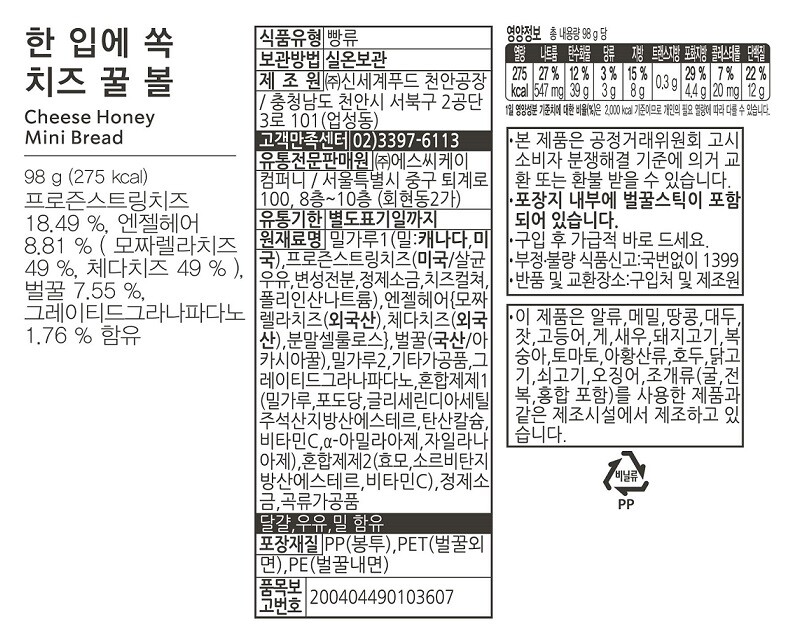 한 입에 쏙
치즈 꿀 볼
Cheese Honey
Mini Bread
98 g (275 kcal)
프로즌스트링치즈
18.49 %, 엔젤헤어
8.81 % ( 모짜렐라치즈
49 %, 체다치즈 49 % ),
벌꿀 7.55 %,
그레이티드그라나파다노
1.76 % 함유
식품유형 빵류
보관방법 실온보관
제 조 원 ㈜신세계푸드 천안공장
/ 충청남도 천안시 서북구 2공단
3로 101(업성동)
고객만족센터 02)3397-6113
유통전문판매원 ㈜에스씨케이
컴퍼니 / 서울특별시 중구 퇴계로
100, 8층~10층 (회현동2가)
유통기한 별도표기일까지
원재료명 밀가루1(밀:캐나다,미
국),프로즌스트링치즈(미국/살균
우유,변성전분,정제소금,치즈컬쳐,
폴리인산나트륨),엔젤헤어{모짜
렐라치즈(외국산),체다치즈(외국
산),분말셀룰로스},벌꿀(국산/아
카시아꿀),밀가루2,기타가공품,그
레이티드그라나파다노,혼합제제1
(밀가루,포도당,글리세린디아세틸
주석산지방산에스테르,탄산칼슘,
비타민C,α-아밀라아제,자일라나
아제),혼합제제2(효모,소르비탄지
방산에스테르,비타민C),정제소
금,곡류가공품
달걀,우유,밀 함유
포장재질 PP(봉투),PET(벌꿀외
면),PE(벌꿀내면)
품목보
고번호 200404490103607
영양정보 총 내용량 98 g 당
열량 나트륨 탄수화물 당류 지방 트랜스지방 포화지방 콜레스테롤 단백질
275 27 % 12 % 3 % 15 % 0.3 g 29 % 7 % 22 %
kcal 547 mg 39 g 3 g 8 g 4.4 g 20 mg 12 g
1일 영양성분 기준치에 대한 비율(%)은 2,000 kcal 기준이므로 개인의 필요 열량에 따라 다를 수 있습니다.
•본 제품은 공정거래위원회 고시
소비자 분쟁해결 기준에 의거 교
환 또는 환불 받을 수 있습니다.
•포장지 내부에 벌꿀스틱이 포함
되어 있습니다.
•구입 후 가급적 바로 드세요.
•부정·불량 식품신고:국번없이 1399
•반품 및 교환장소:구입처 및 제조원
•이 제품은 알류,메밀,땅콩,대두,
잣,고등어,게,새우,돼지고기,복
숭아,토마토,아황산류,호두,닭고
기,쇠고기,오징어,조개류(굴,전
복,홍합 포함)를 사용한 제품과
같은 제조시설에서 제조하고 있
습니다.
비닐류
PP